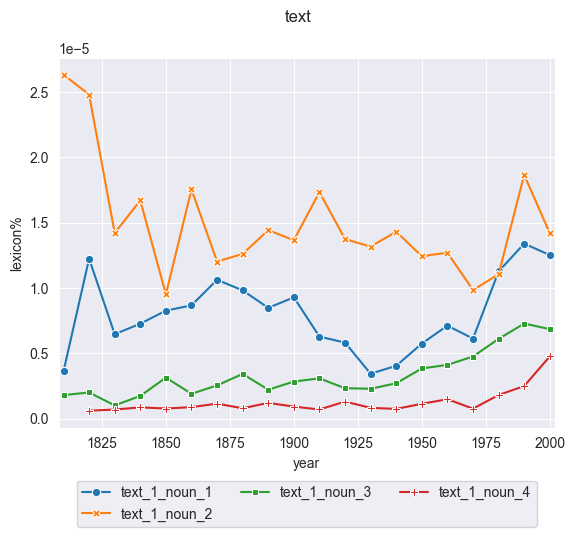 text
1e−5
2.5
2.0
1.5
1.0
0.5
0.0
lexicon%
1825 1850 1875 1900 1925 1950 1975 2000
year
text_1_noun_1 text_1_noun_3 text_1_noun_4
text_1_noun_2